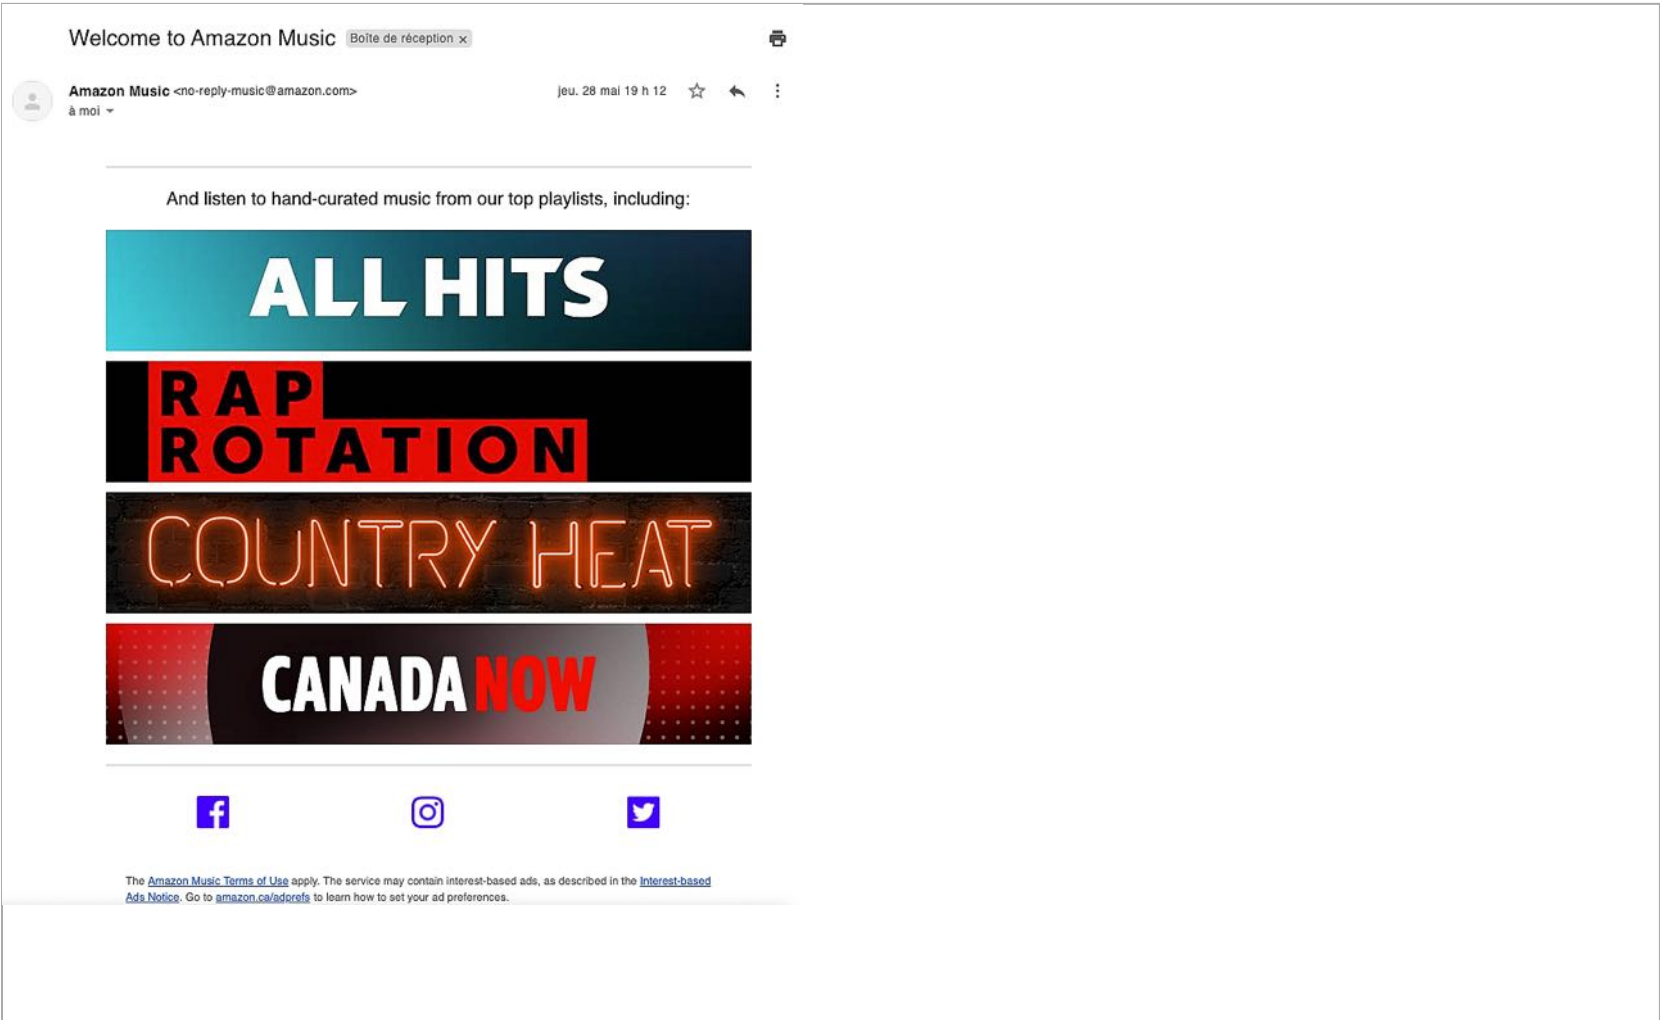 Welcome to Amazon Music Boîte de réception x
Amazon Music <no-reply-music@amazon.com> jeu. 28 mai 19 h 12
à moi
And listen to hand-curated music from our top playlists, including:
ALL HITS
RAP
ROTATION
COUNTRY HEAT
CANADA NOW
The Amazon Music Terms of Use apply. The service may contain interest-based ads, as described in the Interest-based
Ads Notice. Go to amazon.ca/adprefs to learn how to set your ad preferences.